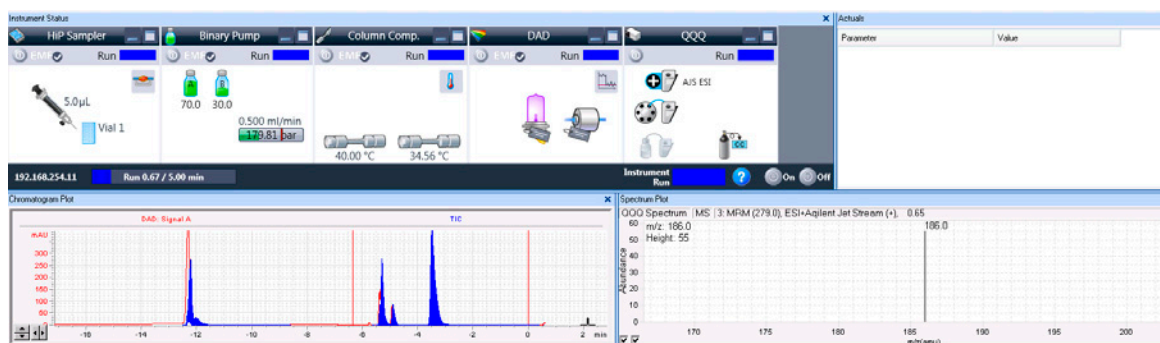 Instrument Status
HiP Sampler
Binary Pump
Column Comp.
DAD
QQQ
EMF Run
EMF Run
EMF Run
EMF Run
Run
5.0µL
Vial 1
A B
70.0 30.0
0.500 ml/min
179.81 bar
40.00 °C 34.56 °C
AJS ESI
192.168.254.11 Run 0.67 / 5.00 min
Instrument
Run
? On Off
Actuals
Parameter Value
Chromatogram Plot
DAD: Signal A TIC
mAU
300
250
200
150
100
50
0
-16 -14 -12 -10 -8 -6 -4 -2 0 2 min
Spectrum Plot
QQQ Spectrum | MS | 3: MRM (279.0), ESI+Agilent Jet Stream (+), 0.65
m/z: 186.0
Height: 55
186.0
Abundance
60
50
40
30
20
10
0
170 175 180 185 190 195 200
m/z(amu)